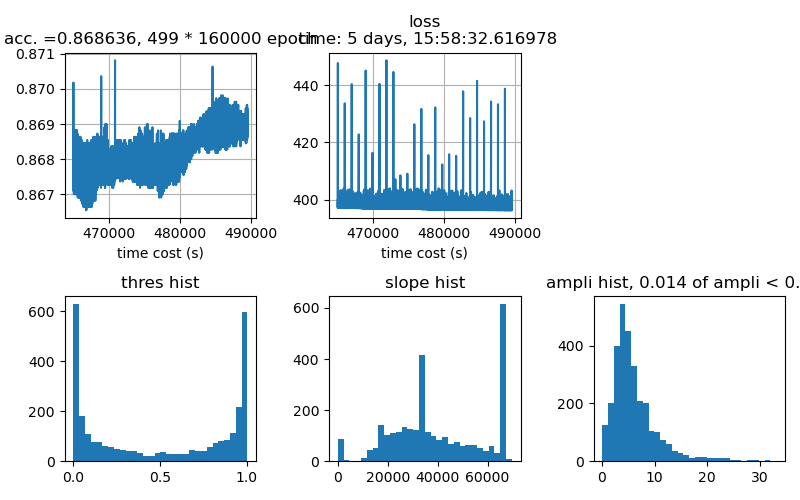 acc. =0.868636, 499 * 160000 epoch
0.871
0.870
0.869
0.868
0.867
470000 480000 490000
time cost (s)
loss
time: 5 days, 15:58:32.616978
440
420
400
470000 480000 490000
time cost (s)
thres hist
600
400
200
0
0.0 0.5 1.0
slope hist
600
400
200
0
0 20000 40000 60000
ampli hist, 0.014 of ampli < 0.
400
200
0
0 10 20 30